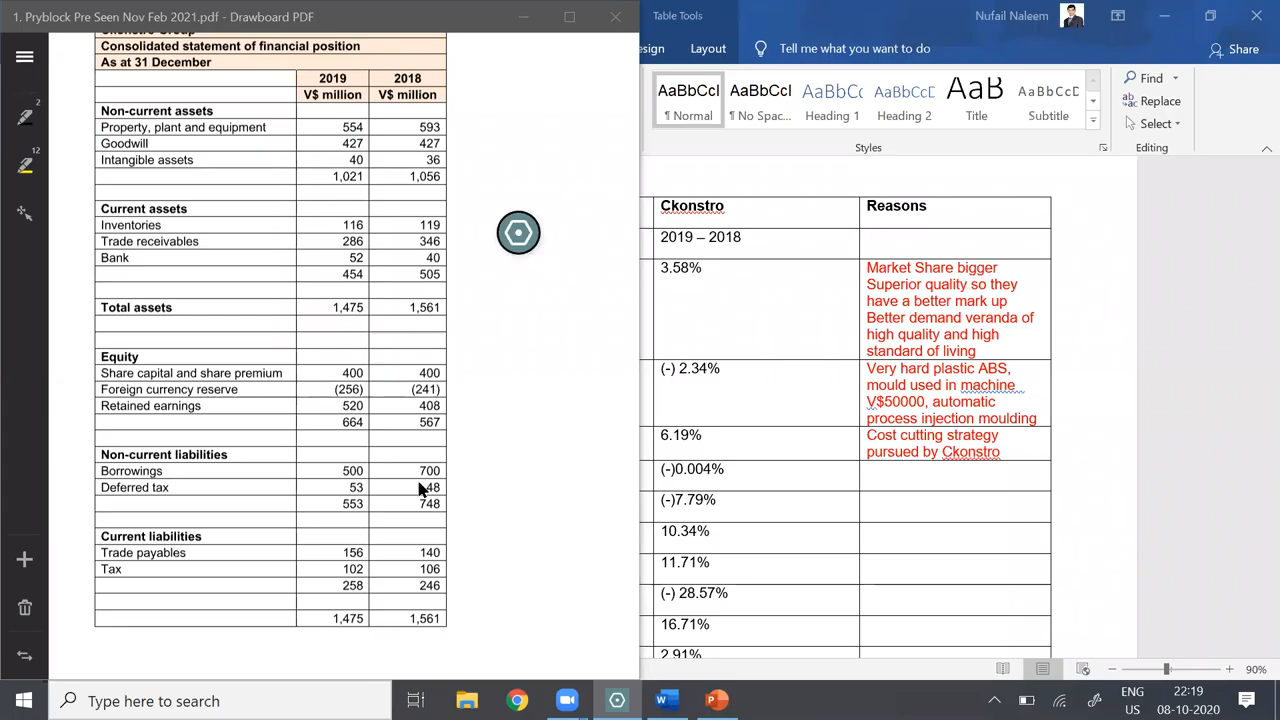 1. Pryblock Pre Seen Nov Feb 2021.pdf - Drawboard PDF
Consolidated statement of financial position
As at 31 December
2019 2018
V$ million V$ million
Non-current assets
Property, plant and equipment 554 593
Goodwill 427 427
Intangible assets 40 36
1,021 1,056
Current assets
Inventories 116 119
Trade receivables 286 346
Bank 52 40
454 505
Total assets 1,475 1,561
Equity
Share capital and share premium 400 400
Foreign currency reserve (256) (241)
Retained earnings 520 408
664 567
Non-current liabilities
Borrowings 500 700
Deferred tax 53 48
553 748
Current liabilities
Trade payables 156 140
Tax 102 106
258 246
1,475 1,561
2
12
Table Tools
Nufail Naleem
Layout
Tell me what you want to do
Share
AaBbCcI AaBbCcI AaBbCc AaBbCcD AaB AaBbCcD
¶ Normal ¶ No Spac... Heading 1 Heading 2 Title Subtitle
Styles
Find
Replace
Select
Editing
Ckonstro Reasons
2019 – 2018
3.58% Market Share bigger
Superior quality so they
have a better mark up
Better demand veranda of
high quality and high
standard of living
(-) 2.34% Very hard plastic ABS,
mould used in machine
V$50000, automatic
process injection moulding
6.19% Cost cutting strategy
pursued by Ckonstro
(-)0.004%
(-)7.79%
10.34%
11.71%
(-) 28.57%
16.71%
2.91%
90%
Type here to search
ENG
US
22:19
08-10-2020